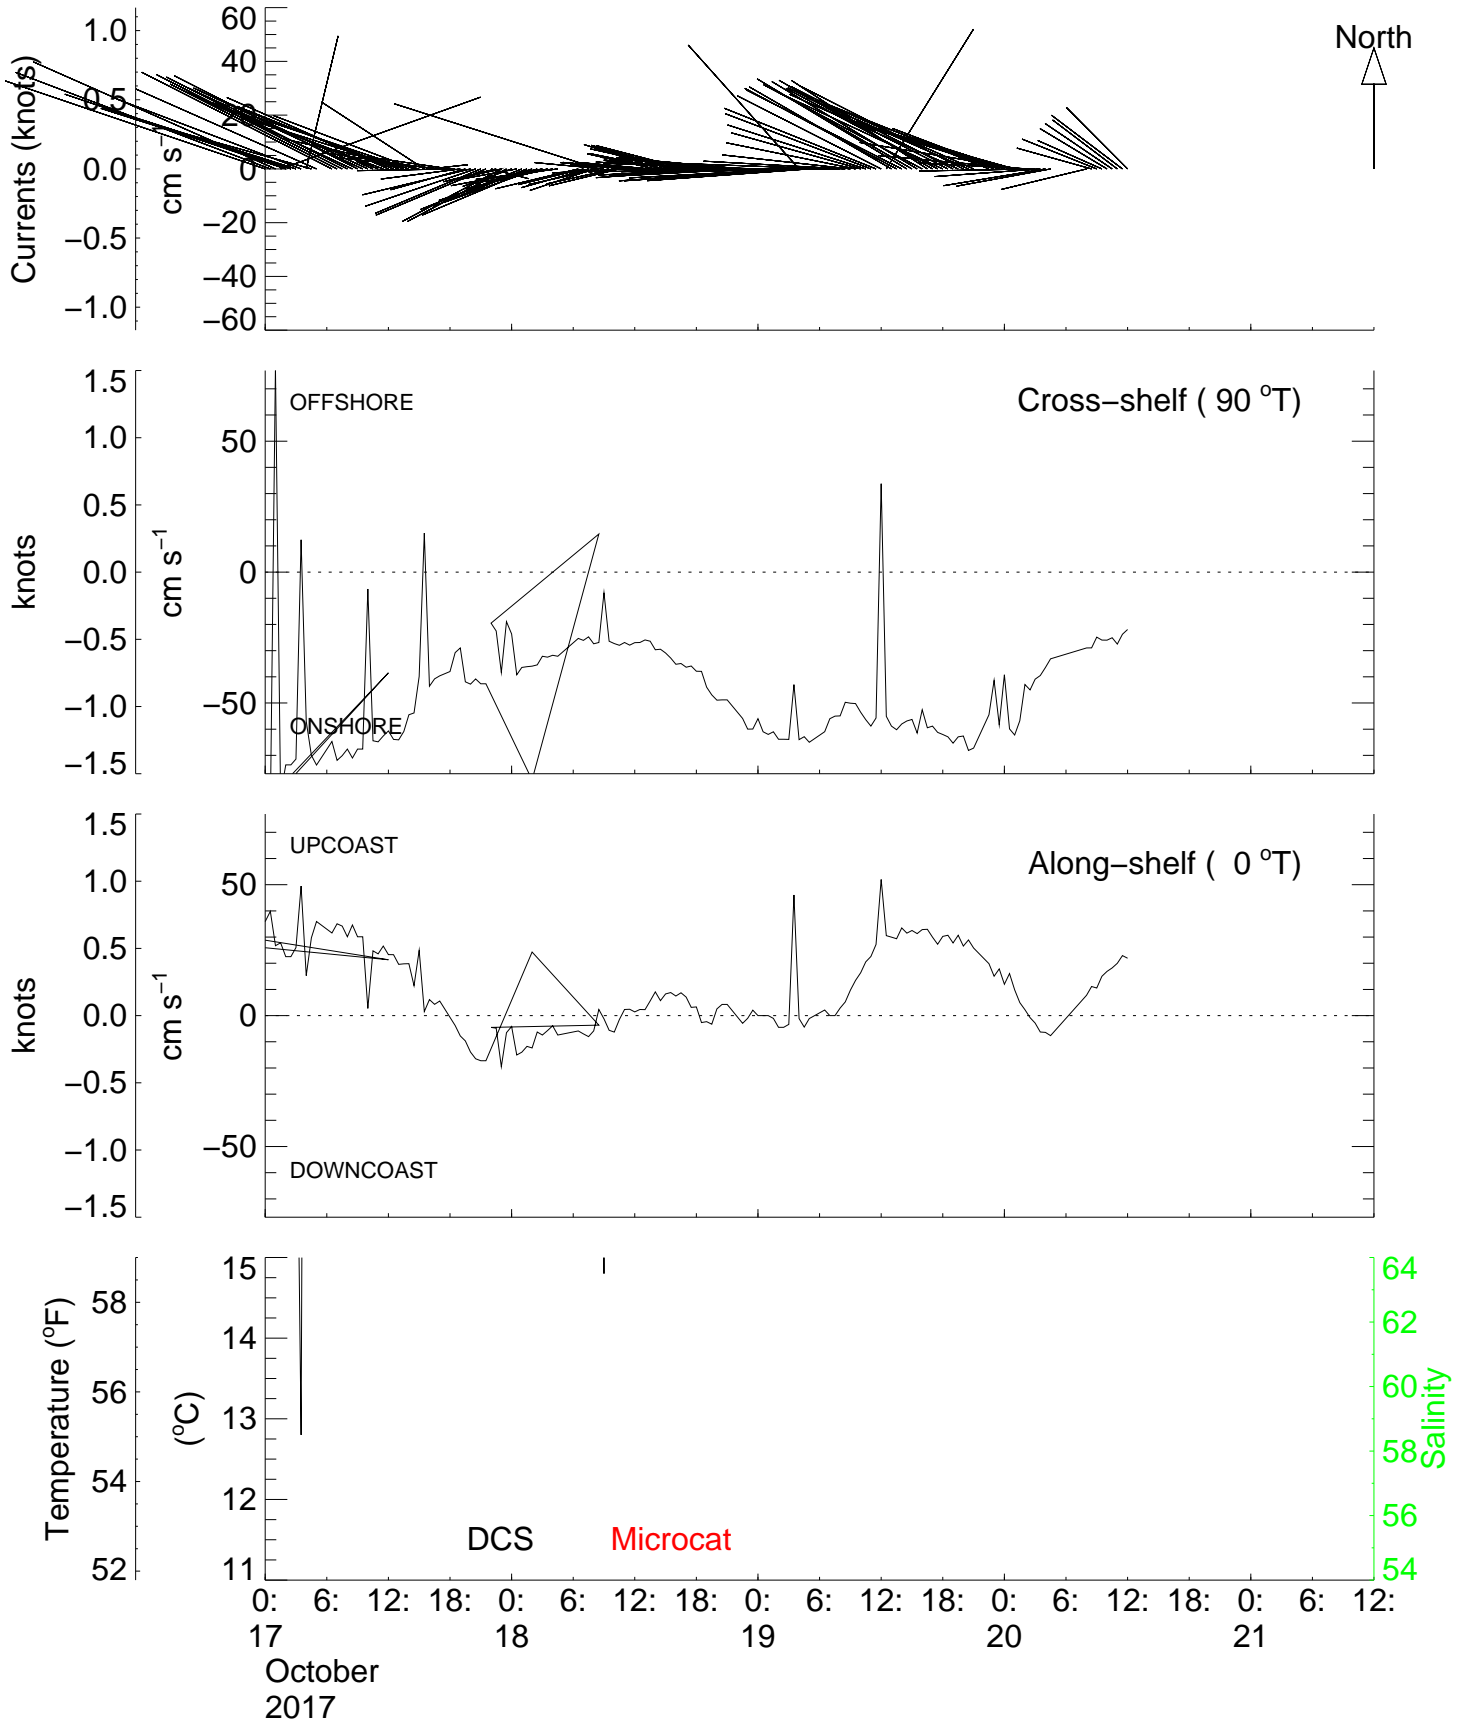 North
Currents (knots)
1.0
0.5
0.0
−0.5
−1.0
cm s⁻¹
60
40
20
0
−20
−40
−60
Cross−shelf ( 90 ᵒT)
OFFSHORE
ONSHORE
knots
1.5
1.0
0.5
0.0
−0.5
−1.0
−1.5
cm s⁻¹
50
0
−50
Along−shelf (  0 ᵒT)
UPCOAST
DOWNCOAST
knots
1.5
1.0
0.5
0.0
−0.5
−1.0
−1.5
cm s⁻¹
50
0
−50
Temperature (ᵒF)
58
56
54
52
(ᵒC)
15
14
13
12
11
DCS Microcat
64
62
60
58
56
54
Salinity
0: 6: 12: 18: 0: 6: 12: 18: 0: 6: 12: 18: 0: 6: 12: 18: 0: 6: 12:
17 18 19 20 21
October
2017